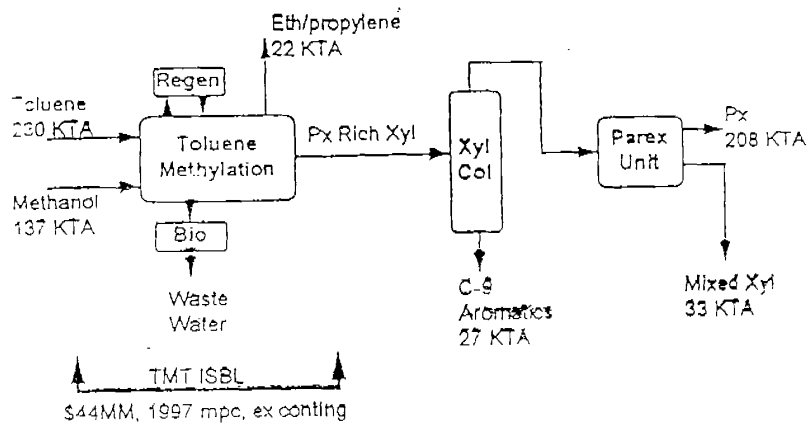 Eth/propylene
22 KTA
Regen
Toluene
230 KTA
Toluene
Methylation
Px Rich Xyl
Xyl
Col
Parex
Unit
Px
208 KTA
Methanol
137 KTA
Bio
Waste
Water
C-9
Aromatics
27 KTA
Mixed Xyl
33 KTA
TMT ISBL
$44MM, 1997 mpc, ex conting